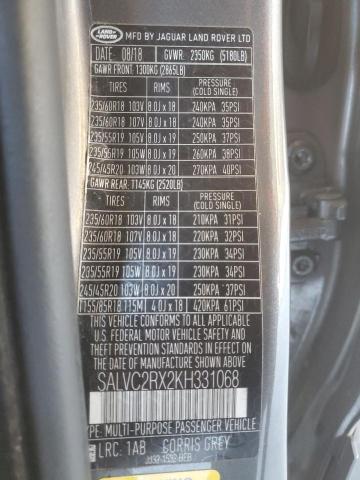 LAND ROVER
MFD BY JAGUAR LAND ROVER LTD
DATE 08/18 GVWR: 2350KG (5180LB)
GAWR FRONT: 1300KG (2865LB)
TIRES RIMS PRESSURE (COLD SINGLE)
235/60R18 103V 8.0J x 18 240KPA 35PSI
235/60R18 107V 8.0J x 18 240KPA 35PSI
235/55R19 105V 8.0J x 19 250KPA 37PSI
235/55R19 105W 8.0J x 19 260KPA 38PSI
245/45R20 103W 8.0J x 20 270KPA 40PSI
GAWR REAR: 1145KG (2520LB)
TIRES RIMS PRESSURE (COLD SINGLE)
235/60R18 103V 8.0J x 18 210KPA 31PSI
235/60R18 107V 8.0J x 18 220KPA 32PSI
235/55R19 105V 8.0J x 19 230KPA 34PSI
235/55R19 105W 8.0J x 19 230KPA 34PSI
245/45R20 103W 8.0J x 20 250KPA 37PSI
T155/85R18 115M 4.0J x 18 420KPA 61PSI
THIS VEHICLE CONFORMS TO ALL APPLICABLE
U.S. FEDERAL MOTOR VEHICLE SAFETY AND
THEFT PREVENTION STANDARDS IN EFFECT ON THE
DATE OF MANUFACTURE SHOWN ABOVE
SALVC2RX2KH331068
TYPE: MULTI-PURPOSE PASSENGER VEHICLE
LRC: 1AB CORRIS GREY